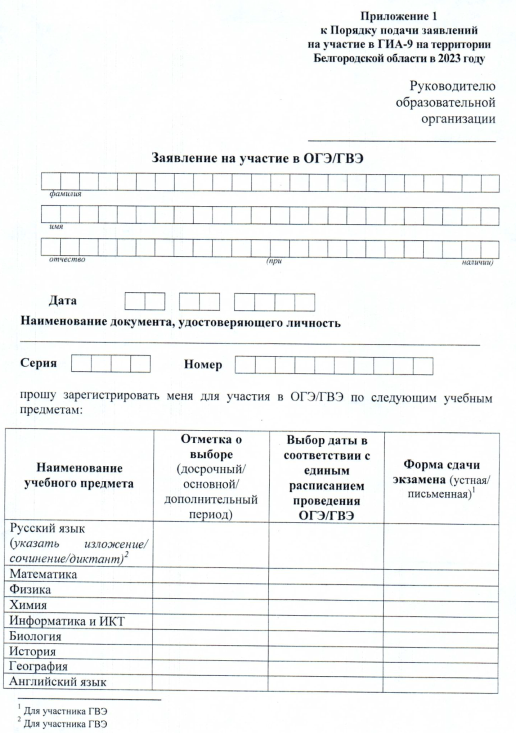 Приложение 1
к Порядку подачи заявлений
на участие в ГИА-9 на территории
Белгородской области в 2023 году
Руководителю
образовательной
организации
Заявление на участие в ОГЭ/ГВЭ
фамилия
имя
отчество (при наличии)
Дата
Наименование документа, удостоверяющего личность
Серия Номер
прошу зарегистрировать меня для участия в ОГЭ/ГВЭ по следующим учебным
предметам:
Наименование
учебного предмета
Отметка о
выборе
(досрочный/
основной/
дополнительный
период)
Выбор даты в
соответствии с
единым
расписанием
проведения
ОГЭ/ГВЭ
Форма сдачи
экзамена (устная/
письменная)1
Русский язык
(указать изложение/
сочинение/диктант)2
Математика
Физика
Химия
Информатика и ИКТ
Биология
История
География
Английский язык
1 Для участника ГВЭ
2 Для участника ГВЭ